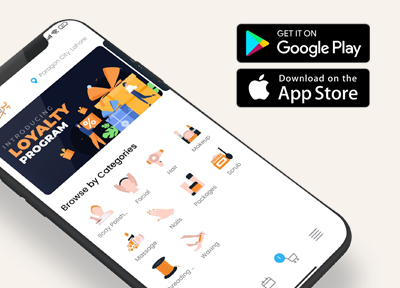 GET IT ON
Google Play
Download on the
App Store
Paragon City, Lahore
INTRODUCING
LOYALTY
PROGRAM
Browse by Categories
Body Polish...
Facial
Hair
Makeup
Massage
Nails
Packages
Scrub
Threading ...
Waxing